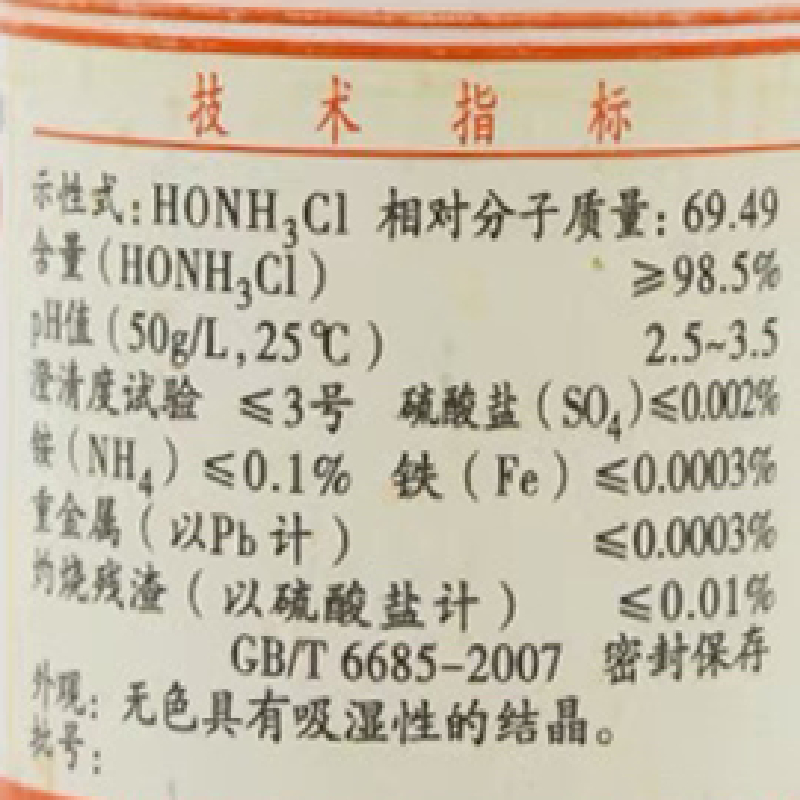 技术指标
示性式:HONH₃Cl 相对分子质量:69.49
含量(HONH₃Cl) ≥98.5%
pH值(50g/L,25℃) 2.5~3.5
澄清度试验 ≤3号 硫酸盐(SO₄)≤0.002%
铵(NH₄)≤0.1% 铁(Fe)≤0.0003%
重金属(以Pb计) ≤0.0003%
灼烧残渣(以硫酸盐计) ≤0.01%
GB/T 6685-2007 密封保存
外观:无色具有吸湿性的结晶。
批号: